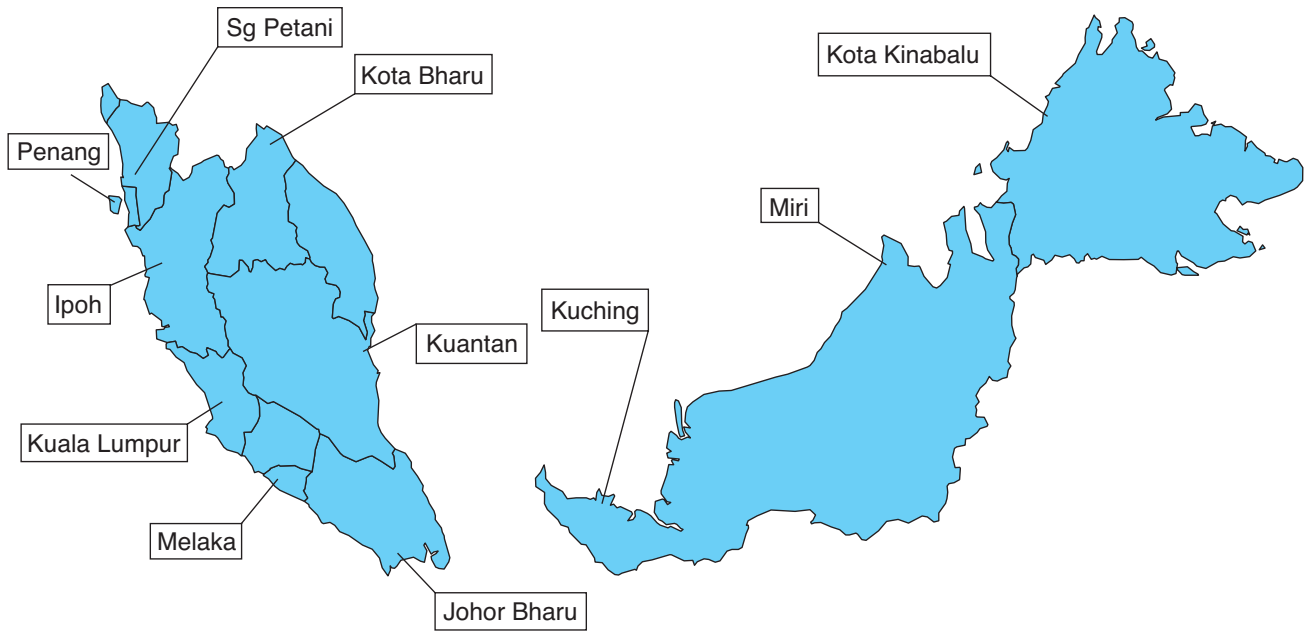 Sg Petani
Kota Bharu
Kota Kinabalu
Penang
Miri
Ipoh
Kuching
Kuantan
Kuala Lumpur
Melaka
Johor Bharu